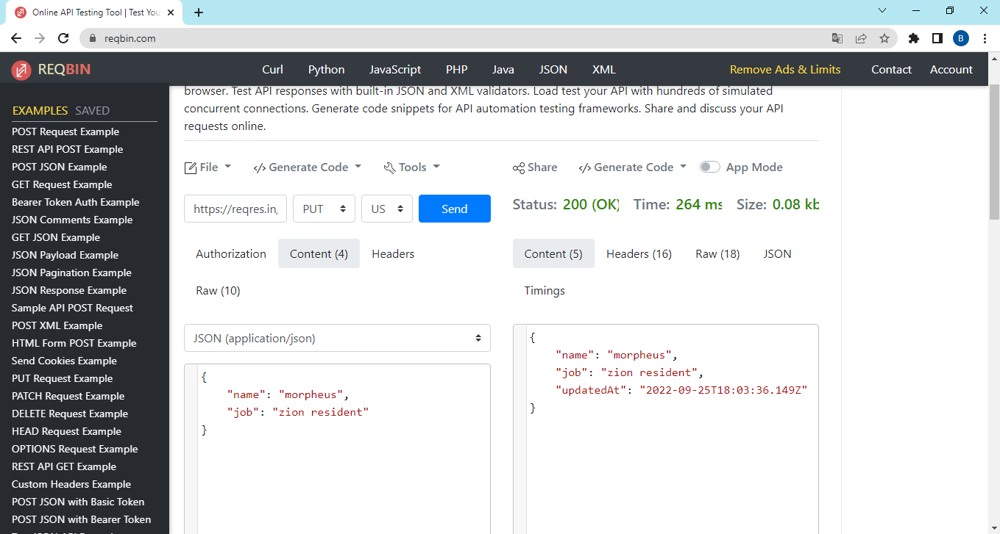 Online API Testing Tool | Test You
reqbin.com
B
REQBIN
Curl Python JavaScript PHP Java JSON XML
Remove Ads & Limits Contact Account
EXAMPLES SAVED
POST Request Example
REST API POST Example
POST JSON Example
GET Request Example
Bearer Token Auth Example
JSON Comments Example
GET JSON Example
JSON Payload Example
JSON Pagination Example
JSON Response Example
Sample API POST Request
POST XML Example
HTML Form POST Example
Send Cookies Example
PUT Request Example
PATCH Request Example
DELETE Request Example
HEAD Request Example
OPTIONS Request Example
REST API GET Example
Custom Headers Example
POST JSON with Basic Token
POST JSON with Bearer Token
browser. Test API responses with built-in JSON and XML validators. Load test your API with hundreds of simulated
concurrent connections. Generate code snippets for API automation testing frameworks. Share and discuss your API
requests online.
File Generate Code Tools
https://reqres.in, PUT US Send
Authorization Content (4) Headers
Raw (10)
JSON (application/json)
{
"name": "morpheus",
"job": "zion resident"
}
Share Generate Code App Mode
Status: 200 (OK) Time: 264 ms Size: 0.08 kb
Content (5) Headers (16) Raw (18) JSON
Timings
{
"name": "morpheus",
"job": "zion resident",
"updatedAt": "2022-09-25T18:03:36.149Z"
}